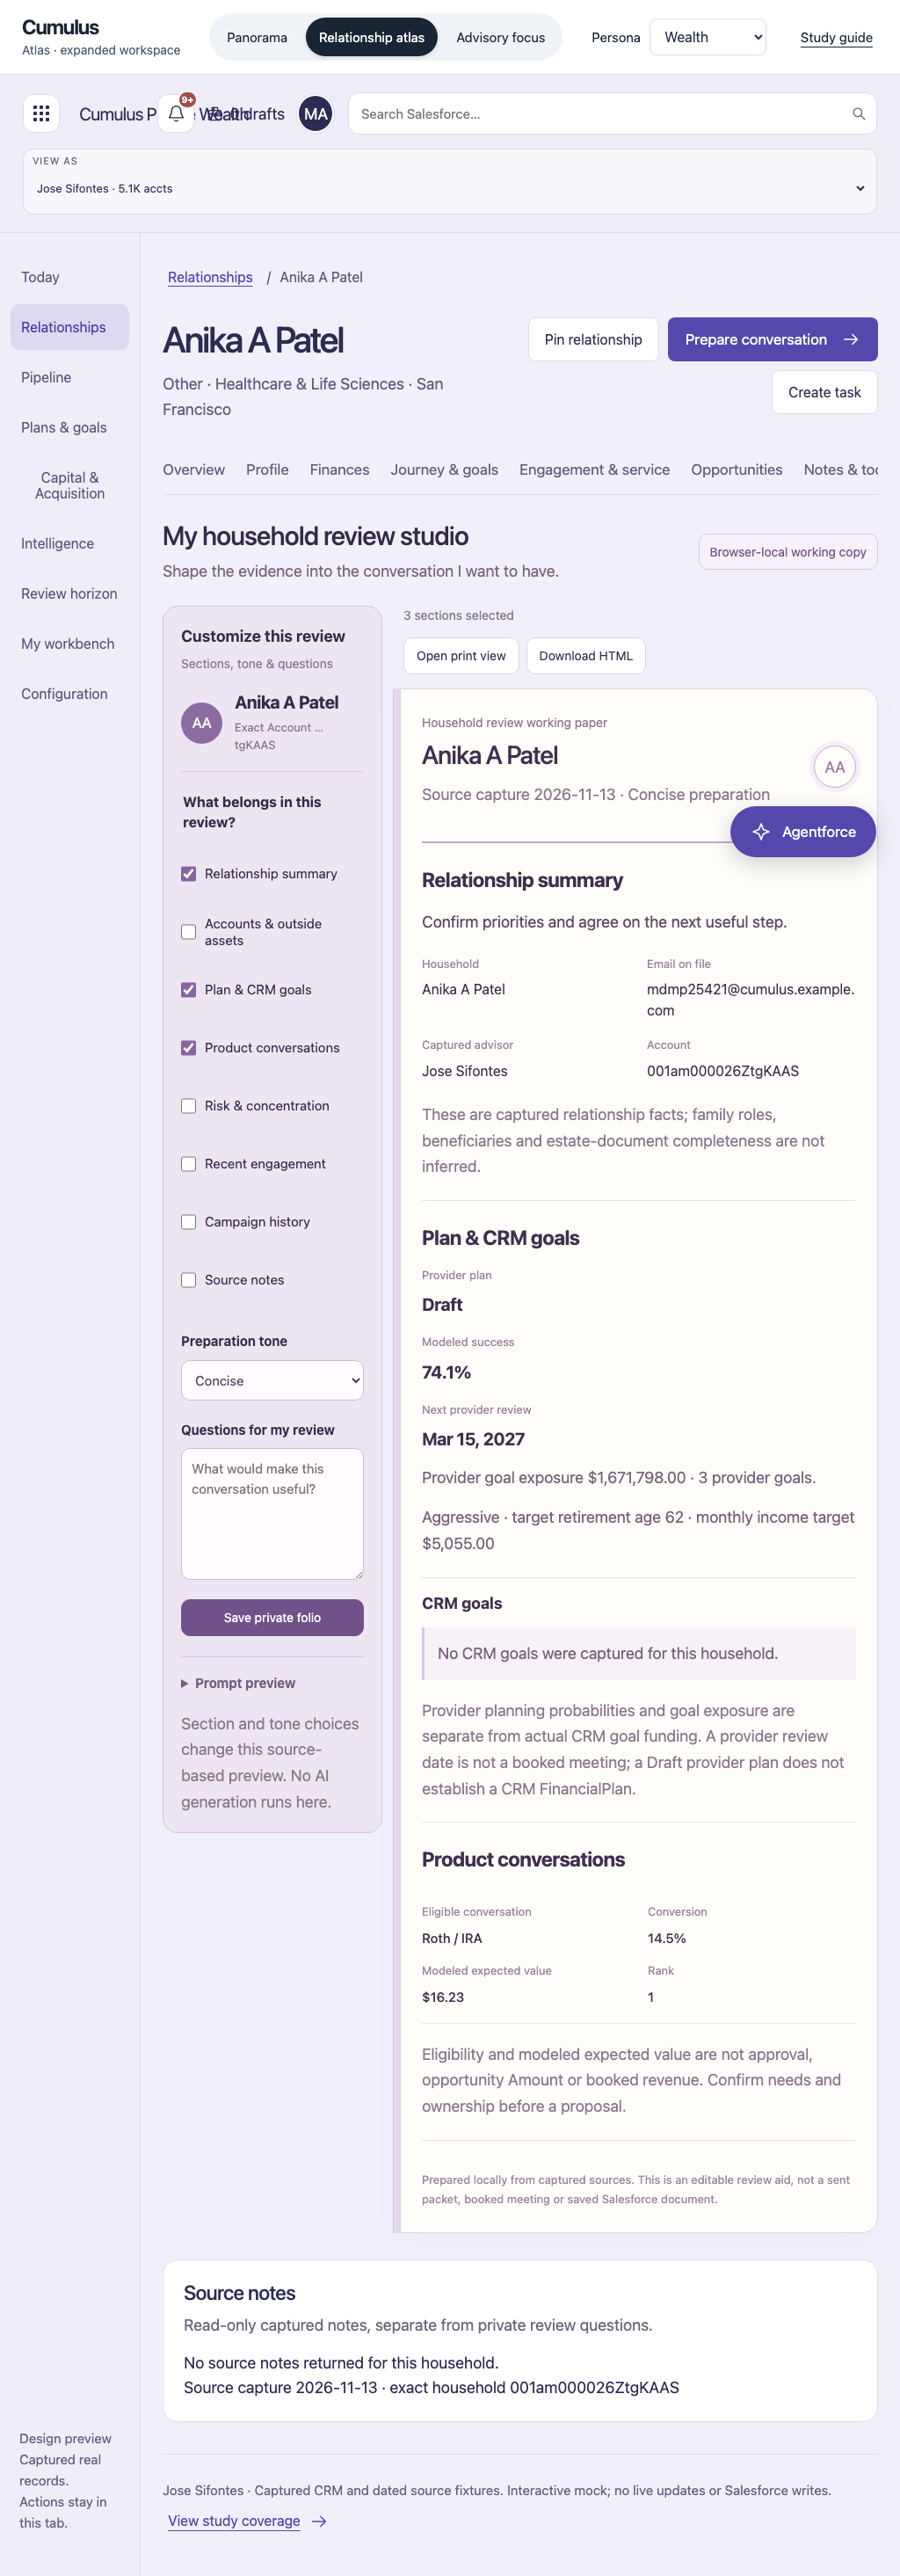 Cumulus
Atlas · expanded workspace
Panorama
Relationship atlas
Advisory focus
Persona
Wealth
Study guide
Cumulus P
Wealth
9+
drafts
MA
Search Salesforce...
VIEW AS
Jose Sifontes · 5.1K accts
Today
Relationships
Pipeline
Plans & goals
Capital &
Acquisition
Intelligence
Review horizon
My workbench
Configuration
Relationships / Anika A Patel
Anika A Patel
Other · Healthcare & Life Sciences · San
Francisco
Pin relationship
Prepare conversation
Create task
Overview
Profile
Finances
Journey & goals
Engagement & service
Opportunities
Notes &
My household review studio
Shape the evidence into the conversation I want to have.
Browser-local working copy
Customize this review
Sections, tone & questions
AA
Anika A Patel
Exact Account ...
tgKAAS
What belongs in this
review?
Relationship summary
Accounts & outside
assets
Plan & CRM goals
Product conversations
Risk & concentration
Recent engagement
Campaign history
Source notes
Preparation tone
Concise
Questions for my review
What would make this
conversation useful?
Save private folio
Prompt preview
Section and tone choices
change this source-
based preview. No AI
generation runs here.
3 sections selected
Open print view
Download HTML
Household review working paper
Anika A Patel
Source capture 2026-11-13 · Concise preparation
AA
Agentforce
Relationship summary
Confirm priorities and agree on the next useful step.
Household
Anika A Patel
Email on file
mdmp25421@cumulus.example.
com
Captured advisor
Jose Sifontes
Account
001am000026ZtgKAAS
These are captured relationship facts; family roles,
beneficiaries and estate-document completeness are not
inferred.
Plan & CRM goals
Provider plan
Draft
Modeled success
74.1%
Next provider review
Mar 15, 2027
Provider goal exposure $1,671,798.00 · 3 provider goals.
Aggressive · target retirement age 62 · monthly income target
$5,055.00
CRM goals
No CRM goals were captured for this household.
Provider planning probabilities and goal exposure are
separate from actual CRM goal funding. A provider review
date is not a booked meeting; a Draft provider plan does not
establish a CRM FinancialPlan.
Product conversations
Eligible conversation
Roth / IRA
Conversion
14.5%
Modeled expected value
$16.23
Rank
1
Eligibility and modeled expected value are not approval,
opportunity Amount or booked revenue. Confirm needs and
ownership before a proposal.
Prepared locally from captured sources. This is an editable review aid, not a sent
packet, booked meeting or saved Salesforce document.
Source notes
Read-only captured notes, separate from private review questions.
No source notes returned for this household.
Source capture 2026-11-13 · exact household 001am000026ZtgKAAS
Design preview
Captured real
records.
Actions stay in
this tab.
Jose Sifontes · Captured CRM and dated source fixtures. Interactive mock; no live updates or Salesforce writes.
View study coverage